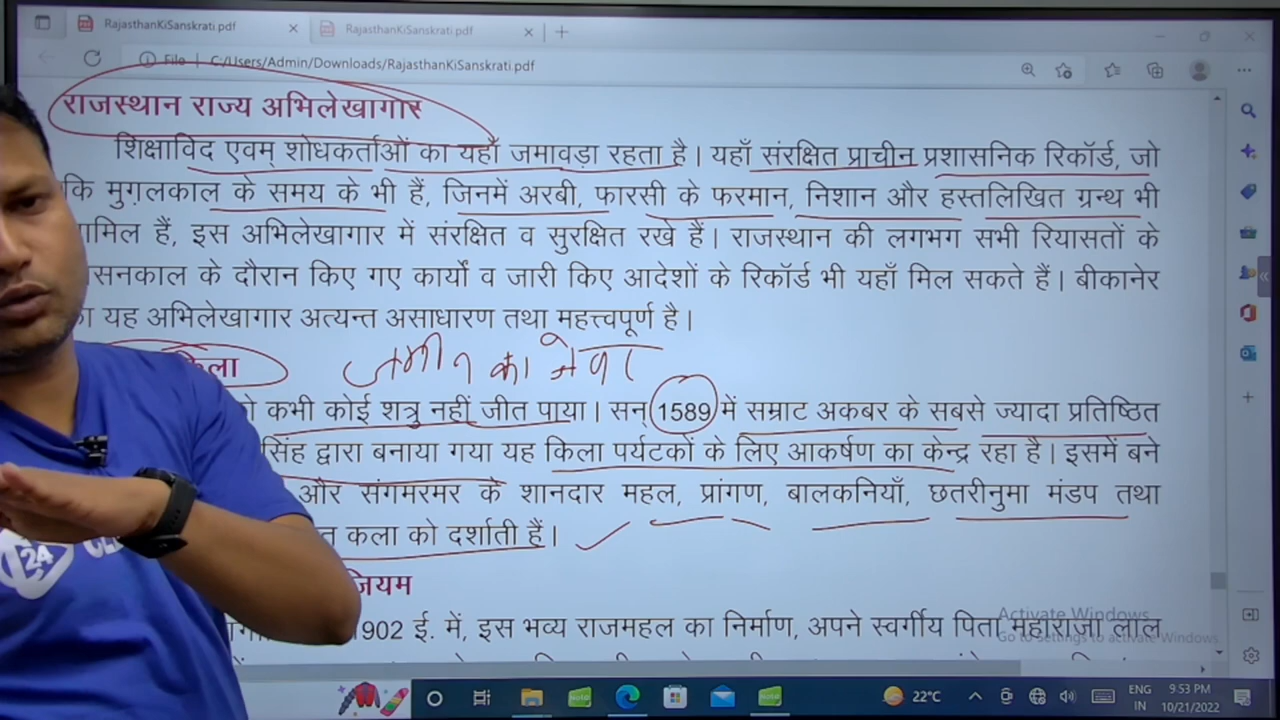 RajasthanKiSanskrati.pdf
RajasthanKiSanskrati.pdf
File C:/Users/Admin/Downloads/RajasthanKiSanskrati.pdf
राजस्थान राज्य अभिलेखागार
शिक्षाविद एवम् शोधकर्ताओं का यहाँ जमावड़ा रहता है। यहाँ संरक्षित प्राचीन प्रशासनिक रिकॉर्ड, जो
कि मुग़लकाल के समय के भी हैं, जिनमें अरबी, फारसी के फरमान, निशान और हस्तलिखित ग्रन्थ भी
ामिल हैं, इस अभिलेखागार में संरक्षित व सुरक्षित रखे हैं। राजस्थान की लगभग सभी रियासतों के
सनकाल के दौरान किए गए कार्यों व जारी किए आदेशों के रिकॉर्ड भी यहाँ मिल सकते हैं। बीकानेर
यह अभिलेखागार अत्यन्त असाधारण तथा महत्त्वपूर्ण है।
किला जमीन का जेवर
कभी कोई शत्रु नहीं जीत पाया। सन् 1589 में सम्राट अकबर के सबसे ज्यादा प्रतिष्ठित
सिंह द्वारा बनाया गया यह किला पर्यटकों के लिए आकर्षण का केन्द्र रहा है। इसमें बने
और संगमरमर के शानदार महल, प्रांगण, बालकनियाँ, छतरीनुमा मंडप तथा
त कला को दर्शाती हैं।
जियम
1902 ई. में, इस भव्य राजमहल का निर्माण, अपने स्वर्गीय पिता महाराजा लाल
Activate Windows
Go to Settings to activate Windows.
24
22°C
ENG
IN
9:53 PM
10/21/2022